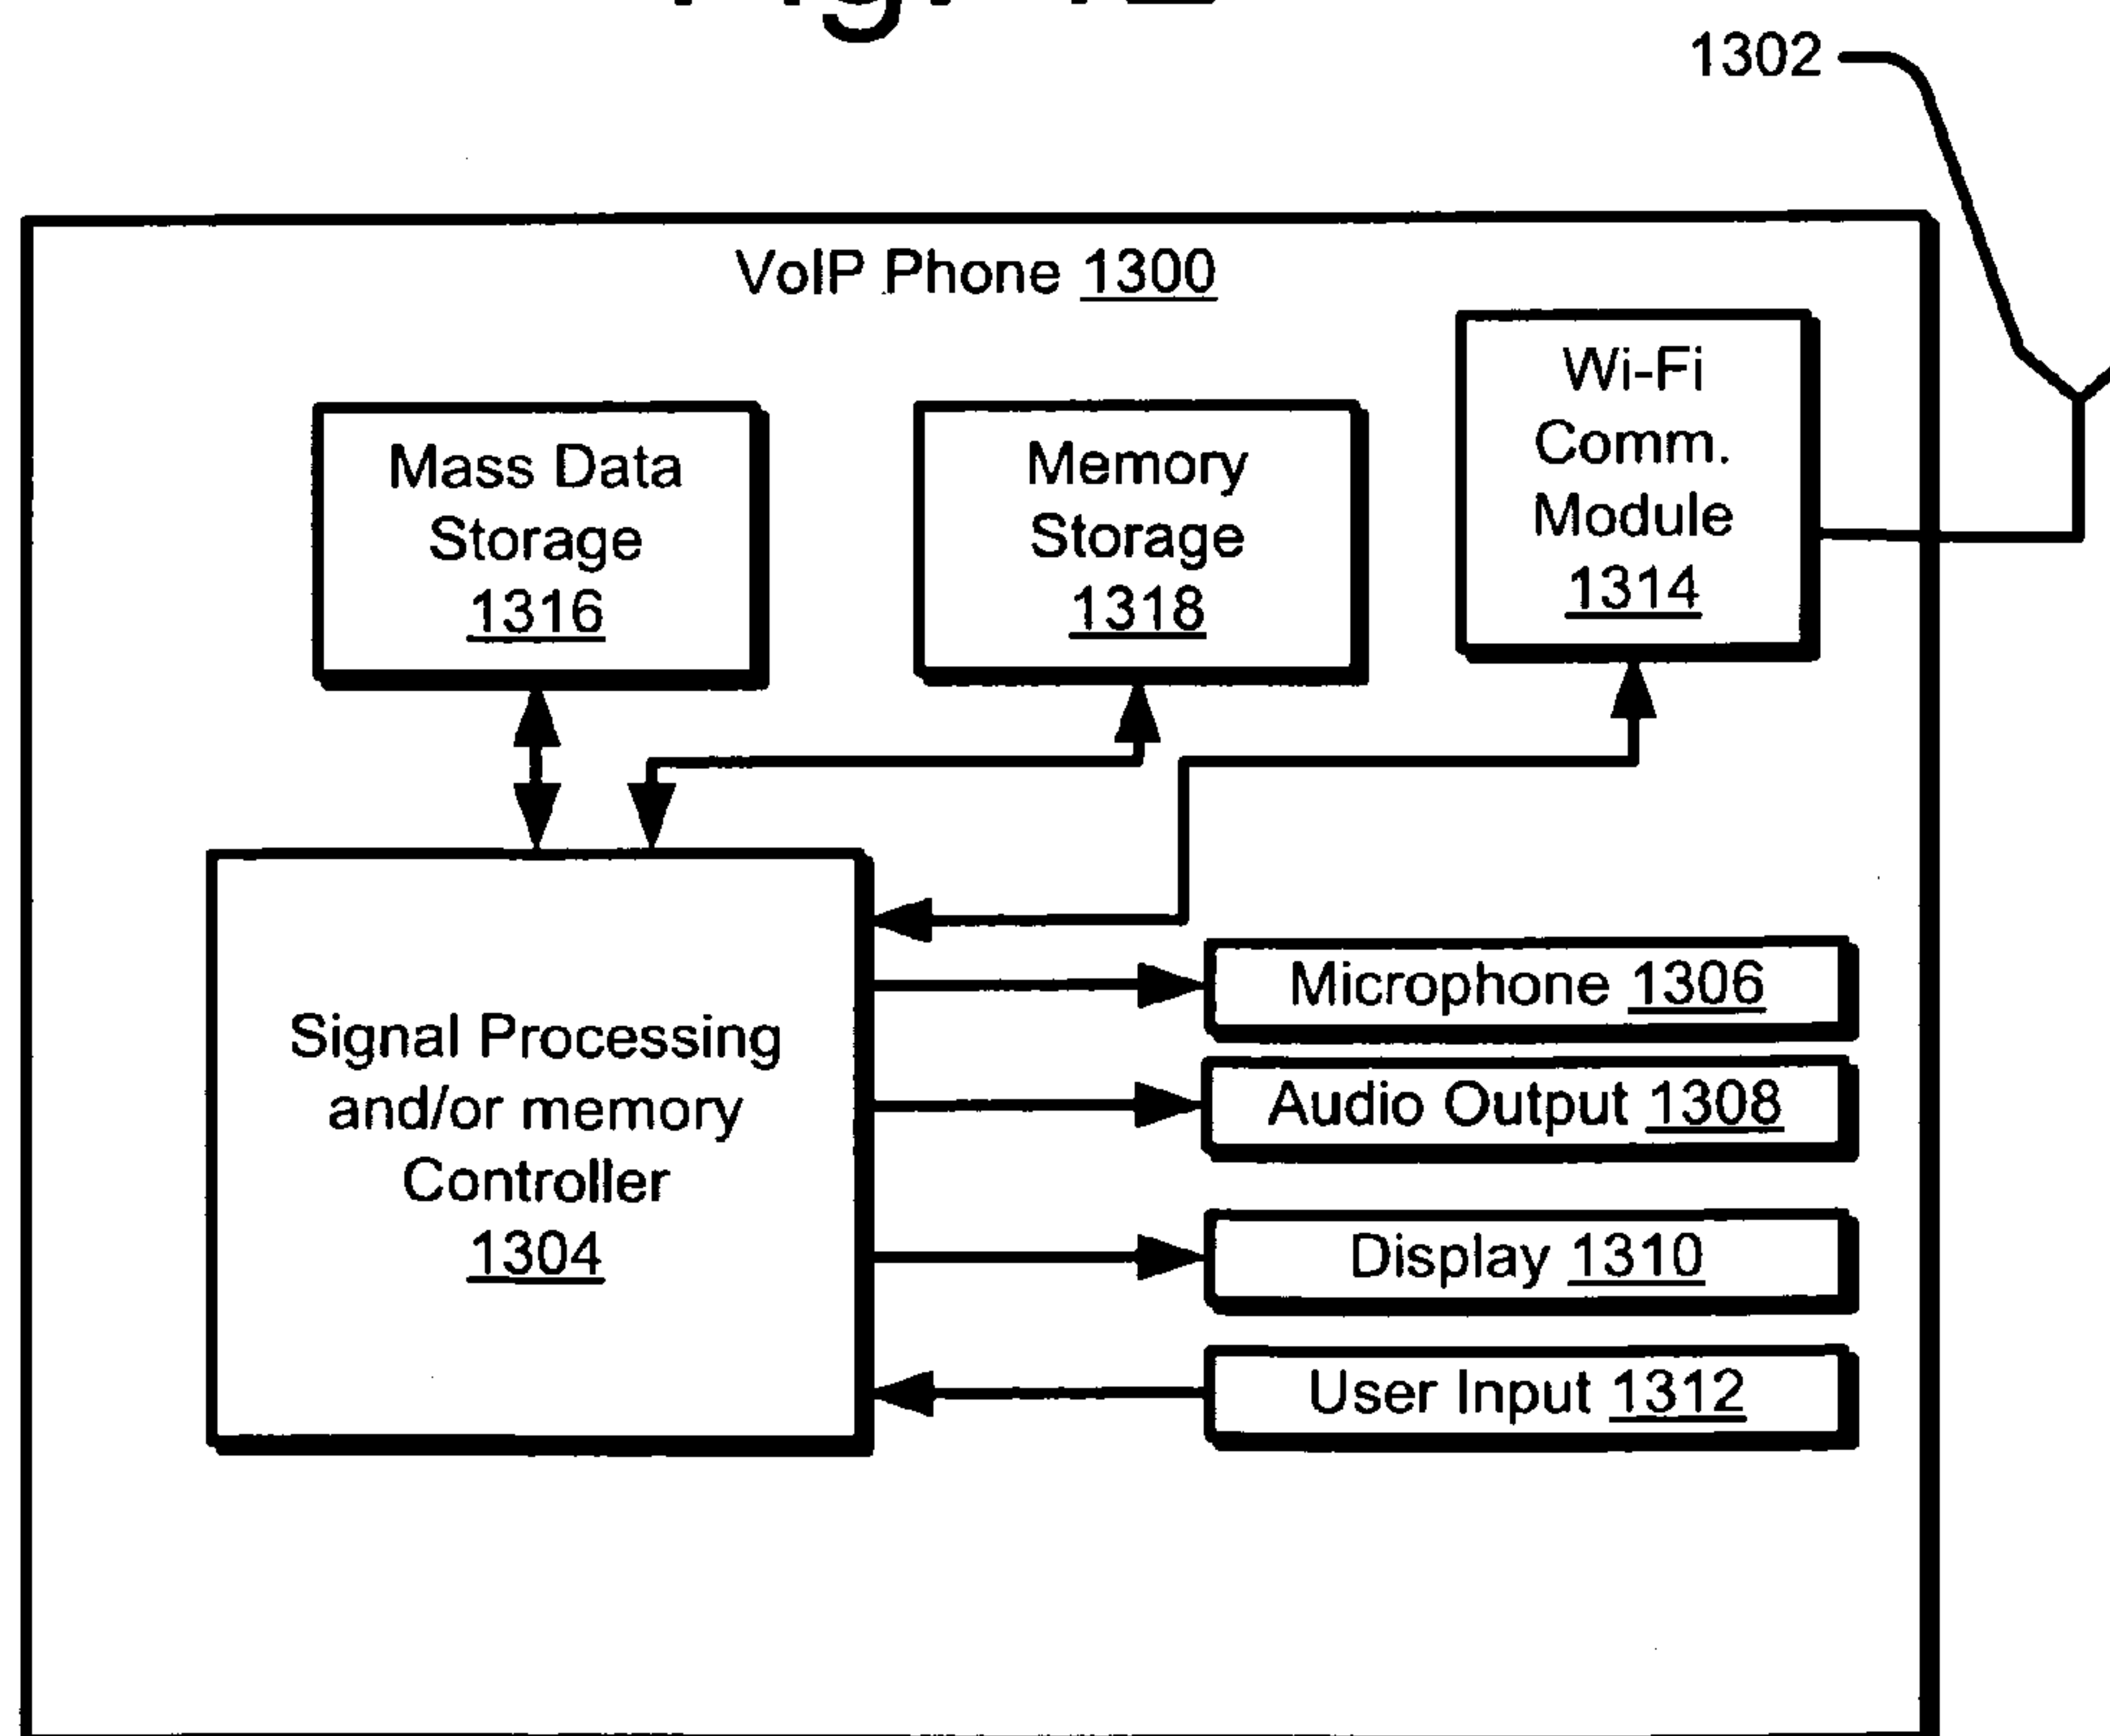 1302
VoIP Phone 1300
Wi-Fi
Comm.
Module
1314
Mass Data
Storage
1316
Memory
Storage
1318
Signal Processing
and/or memory
Controller
1304
Microphone 1306
Audio Output 1308
Display 1310
User Input 1312